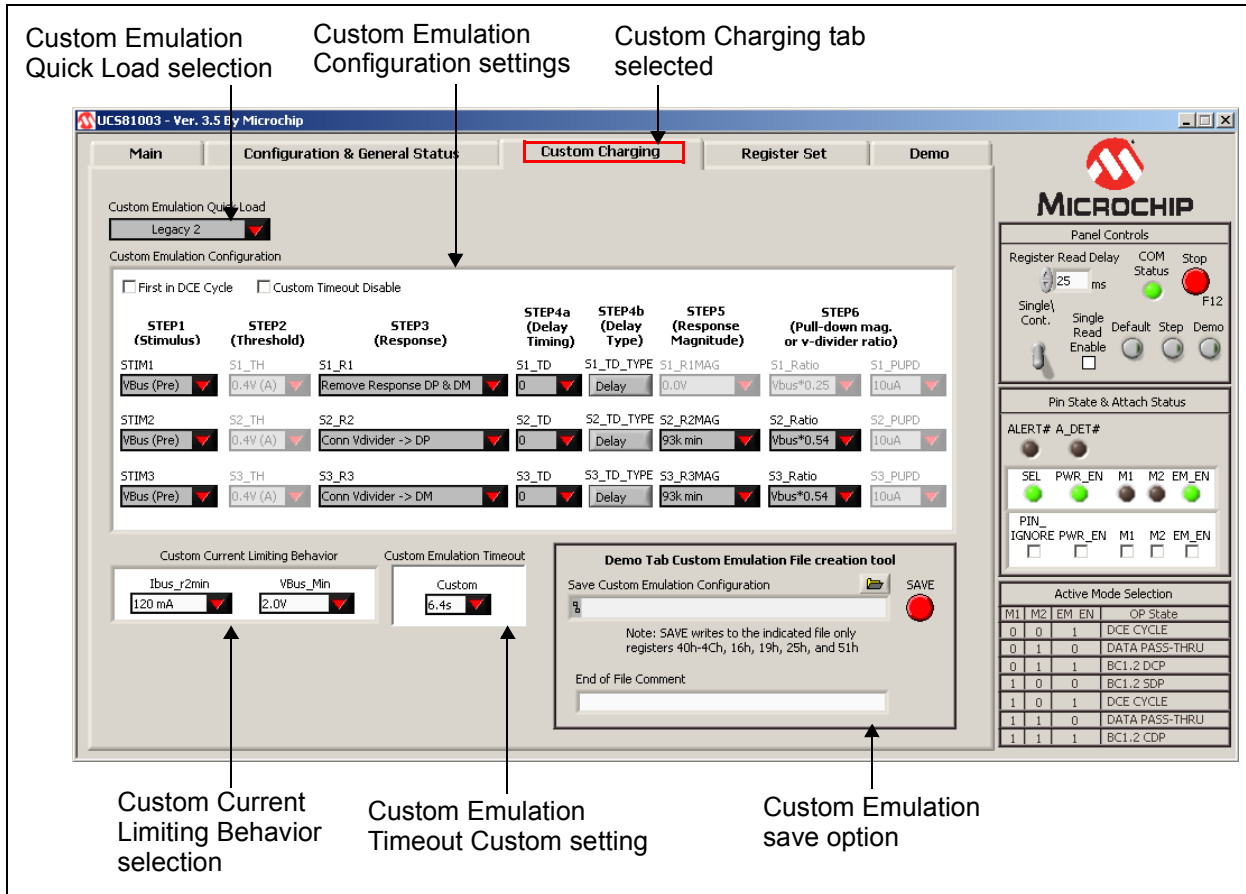 Custom Emulation
Quick Load selection
Custom Emulation
Configuration settings
Custom Charging tab
selected
UCS81003 - Ver. 3.5 By Microchip
Main
Configuration & General Status
Custom Charging
Register Set
Demo
Custom Emulation Quick Load
Legacy 2
Custom Emulation Configuration
First in DCE Cycle
Custom Timeout Disable
STEP1
(Stimulus)
STEP2
(Threshold)
STEP3
(Response)
STEP4a
(Delay
Timing)
STEP4b
(Delay
Type)
STEP5
(Response
Magnitude)
STEP6
(Pull-down mag.
or v-divider
ratio)
STIM1 S1_TH S1_R1 S1_TD S1_TD_TYPE S1_R1MAG S1_Ratio S1_PUPD
VBus (Pre) 0.4V (A) Remove Response DP & DM 0 Delay 0.0V Vbus*0.25 10uA
STIM2 S2_TH S2_R2 S2_TD S2_TD_TYPE S2_R2MAG S2_Ratio S2_PUPD
VBus (Pre) 0.4V (A) Conn Vdivider -> DP 0 Delay 93k min Vbus*0.54 10uA
STIM3 S3_TH S3_R3 S3_TD S3_TD_TYPE S3_R3MAG S3_Ratio S3_PUPD
VBus (Pre) 0.4V (A) Conn Vdivider -> DM 0 Delay 93k min Vbus*0.54 10uA
Custom Current Limiting Behavior
Ibus_r2min VBus_Min
120 mA 2.0V
Custom Emulation Timeout
Custom
6.4s
Demo Tab Custom Emulation File creation tool
Save Custom Emulation Configuration
SAVE
Note: SAVE writes to the indicated file only
registers 40h-4Ch, 16h, 19h, 25h, and 51h
End of File Comment
MICROCHIP
Panel Controls
Register Read Delay
25 ms
COM
Status
Stop
F12
Single\
Cont.
Single
Read
Enable
Default Step Demo
Pin State & Attach Status
ALERT# A_DET#
SEL PWR_EN M1 M2 EM_EN
PIN_
IGNORE PWR_EN M1 M2 EM_EN
Active Mode Selection
M1 M2 EM EN OP State
0 0 1 DCE CYCLE
0 1 0 DATA PASS-THRU
0 1 1 BC1.2 DCP
1 0 0 BC1.2 SDP
1 0 1 DCE CYCLE
1 1 0 DATA PASS-THRU
1 1 1 BC1.2 CDP
Custom Current
Limiting Behavior
selection
Custom Emulation
Timeout Custom setting
Custom Emulation
save option